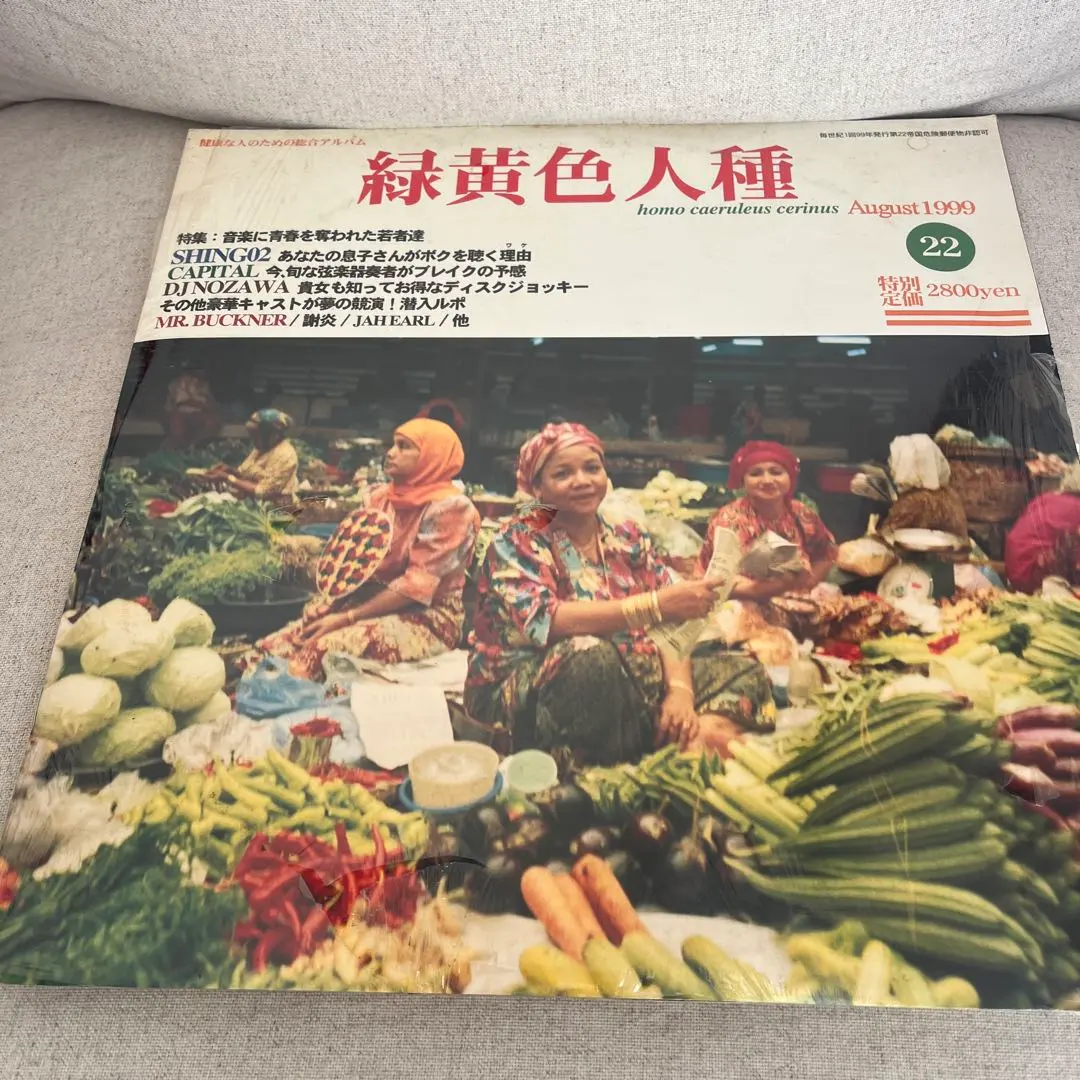 健康な人のための総合アルバム
毎世紀1回99年発行第22帝国危険郵便物非認可
緑黄色人種
homo caeruleus cerinus August 1999
22
特集：音楽に青春を奪われた若者達
SHING02 あなたの息子さんがボクを聴く理由
ワケ
CAPITAL 今、旬な弦楽器奏者がブレイクの予感
DJ NOZAWA 貴女も知ってお得なディスクジョッキー
その他豪華キャストが夢の競演！潜入ルポ
MR. BUCKNER / 謝炎 / JAH EARL / 他
特別定価 2800yen